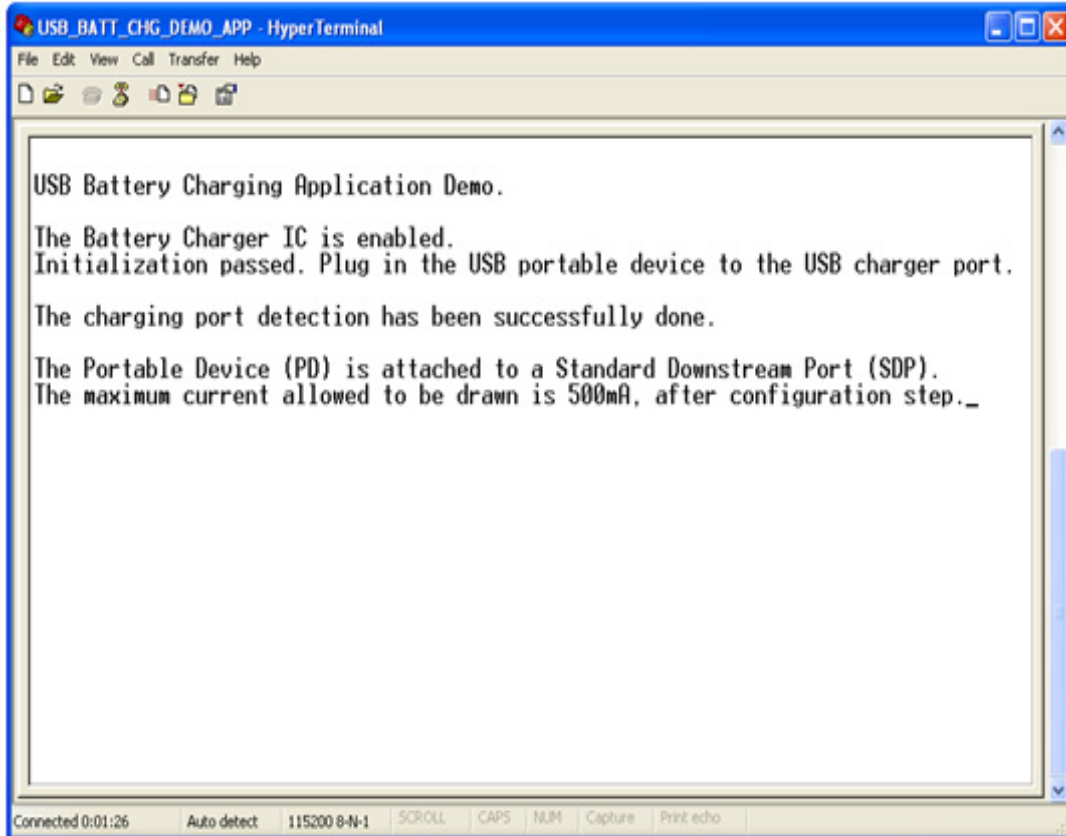 USB_BATT_CHG_DEMO_APP - HyperTerminal
File Edit View Call Transfer Help
USB Battery Charging Application Demo.
The Battery Charger IC is enabled.
Initialization passed. Plug in the USB portable device to the USB charger port.
The charging port detection has been successfully done.
The Portable Device (PD) is attached to a Standard Downstream Port (SDP).
The maximum current allowed to be drawn is 500mA, after configuration step._
Connected 0:01:26 Auto detect 115200 8-N-1 SCROLL CAPS NUM Capture Print echo